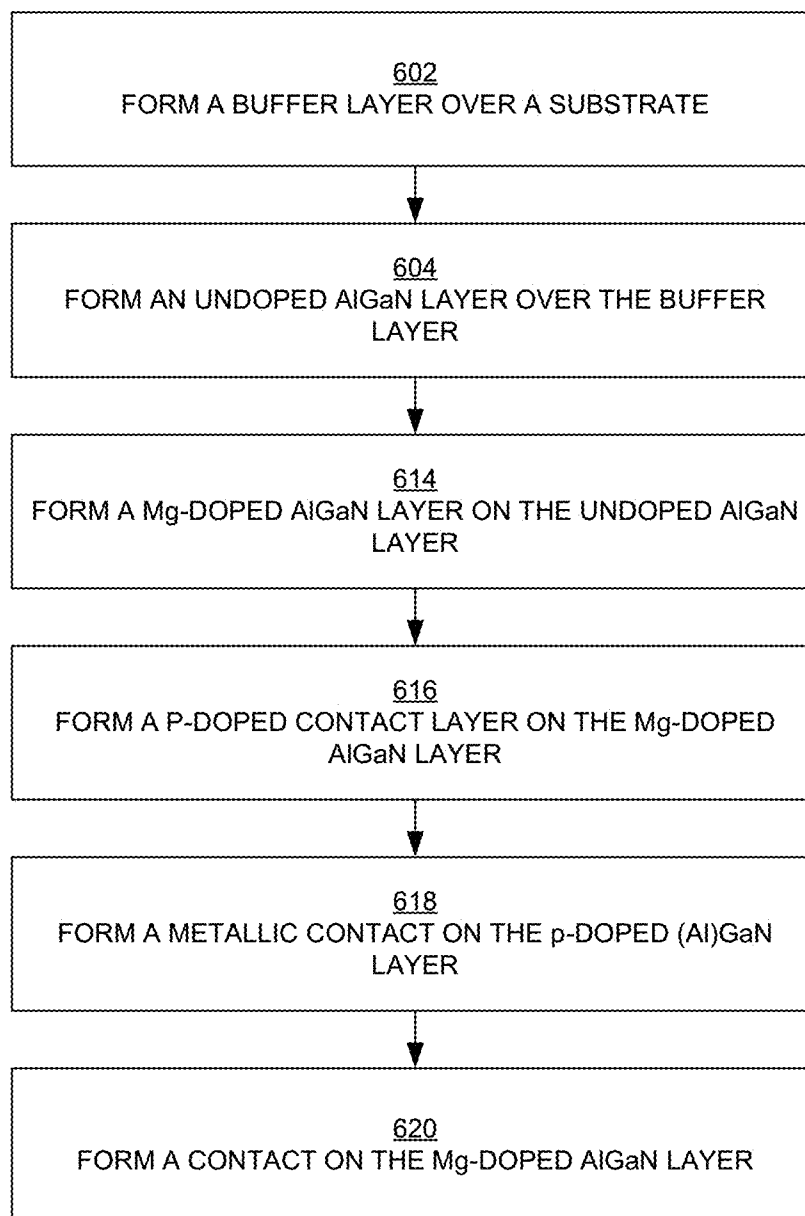 602
FORM A BUFFER LAYER OVER A SUBSTRATE
604
FORM AN UNDOPED AlGaN LAYER OVER THE BUFFER
LAYER
614
FORM A Mg-DOPED AlGaN LAYER ON THE UNDOPED AlGaN
LAYER
616
FORM A P-DOPED CONTACT LAYER ON THE Mg-DOPED
AlGaN LAYER
618
FORM A METALLIC CONTACT ON THE p-DOPED (Al)GaN
LAYER
620
FORM A CONTACT ON THE Mg-DOPED AlGaN LAYER